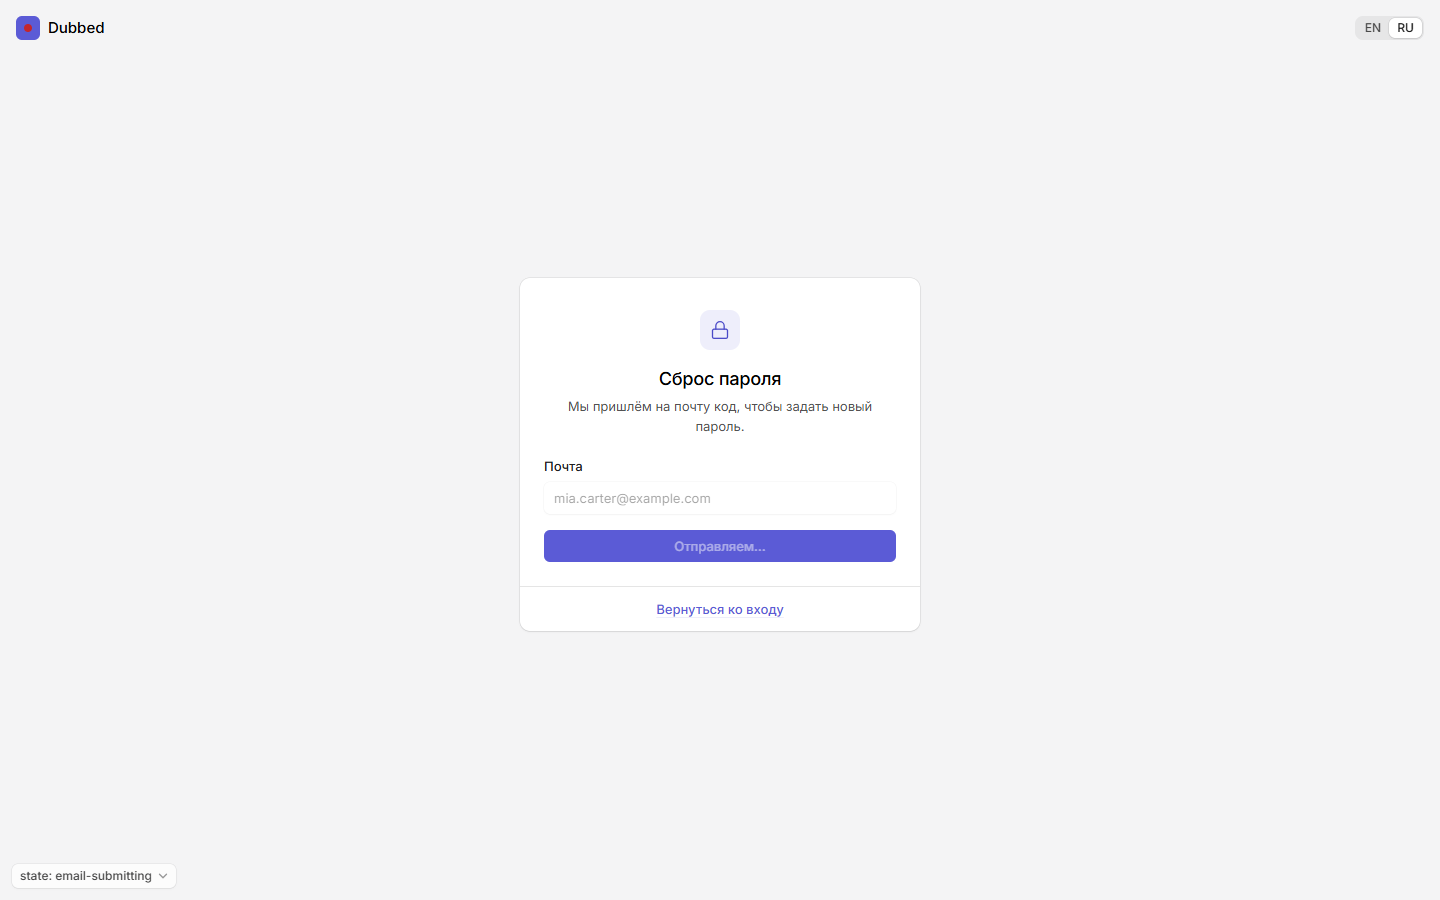 Dubbed
EN RU
Сброс пароля
Мы пришлём на почту код, чтобы задать новый
пароль.
Почта
mia.carter@example.com
Отправляем...
Вернуться ко входу
state: email-submitting